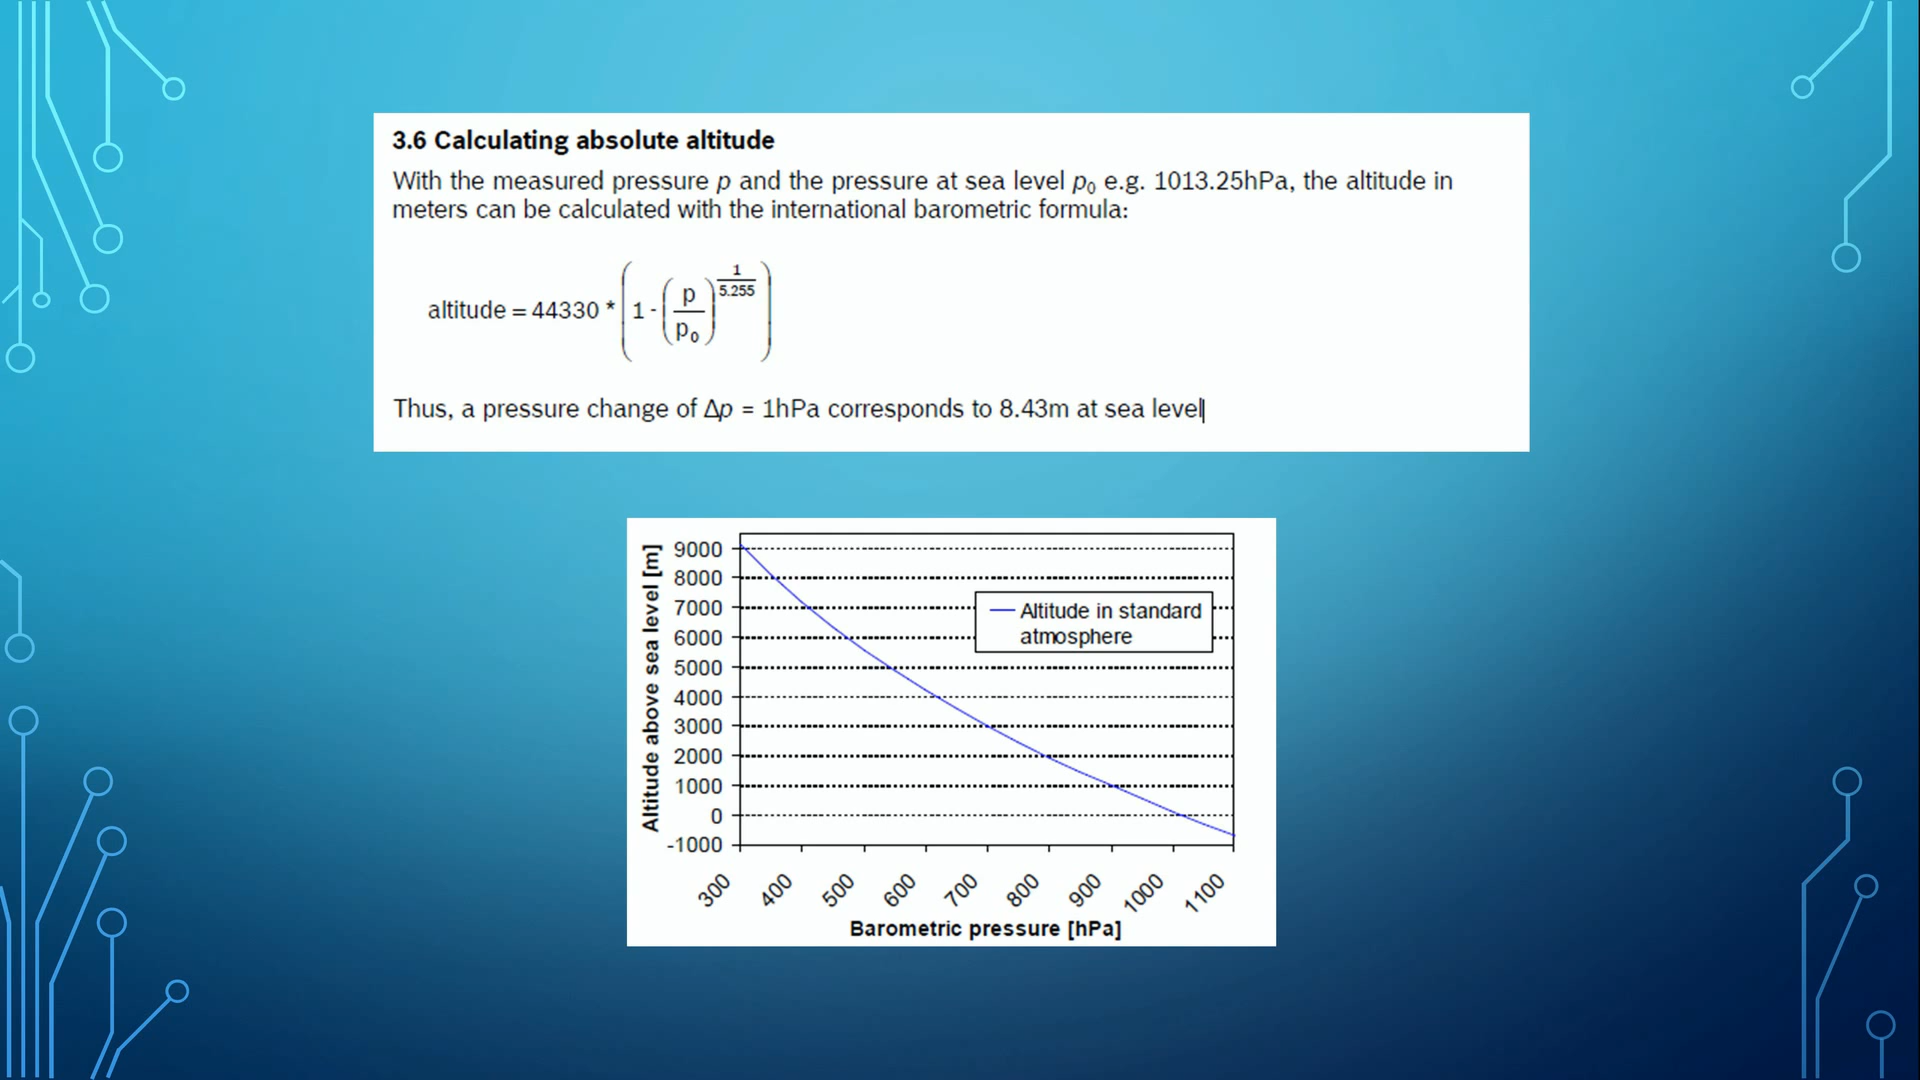 3.6 Calculating absolute altitude
With the measured pressure p and the pressure at sea level p₀ e.g. 1013.25hPa, the altitude in
meters can be calculated with the international barometric formula:
altitude = 44330 * ( 1 - ( p / p₀ ) ^ 1 / 5.255 )
Thus, a pressure change of Δp = 1hPa corresponds to 8.43m at sea level
Altitude above sea level [m]
9000
8000
7000
6000
5000
4000
3000
2000
1000
0
-1000
Altitude in standard
atmosphere
300 400 500 600 700 800 900 1000 1100
Barometric pressure [hPa]